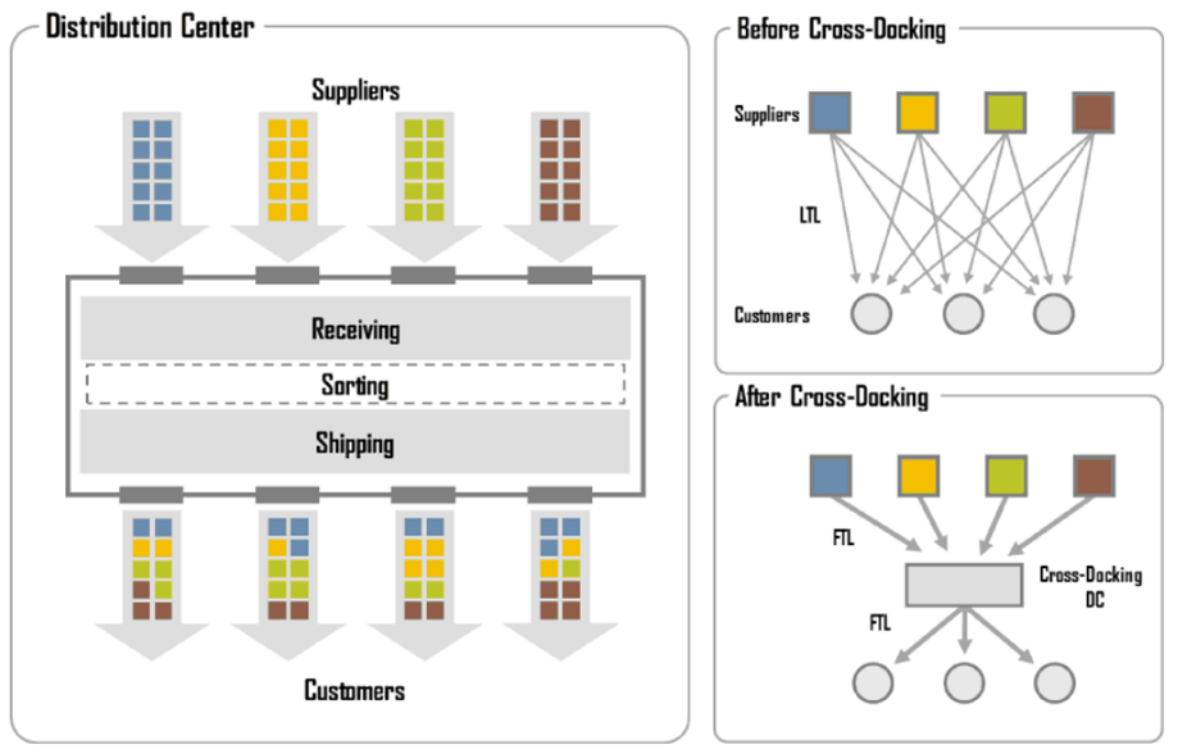 Distribution Center
Suppliers
Receiving
Sorting
Shipping
Customers
Before Cross-Docking
Suppliers
LTL
Customers
After Cross-Docking
FTL
Cross-Docking
DC
FTL